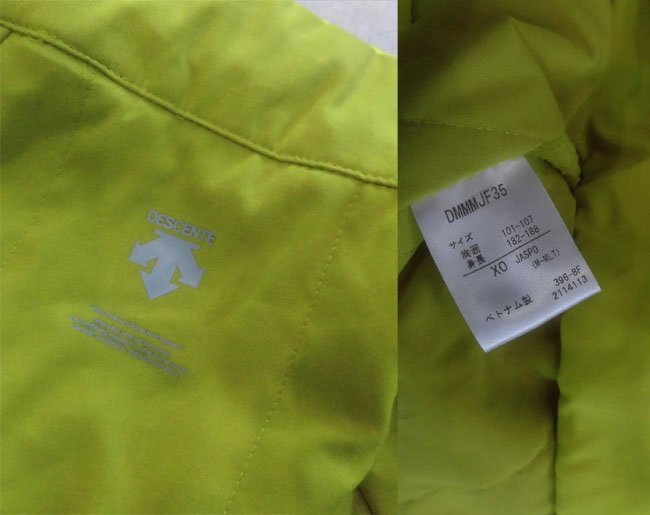 DESCENTE
DMMMJF35
サイズ
胸囲 101-107
身長 182-188
XO JASPO
(M-MLT)
396-BF
ベトナム製 2114113